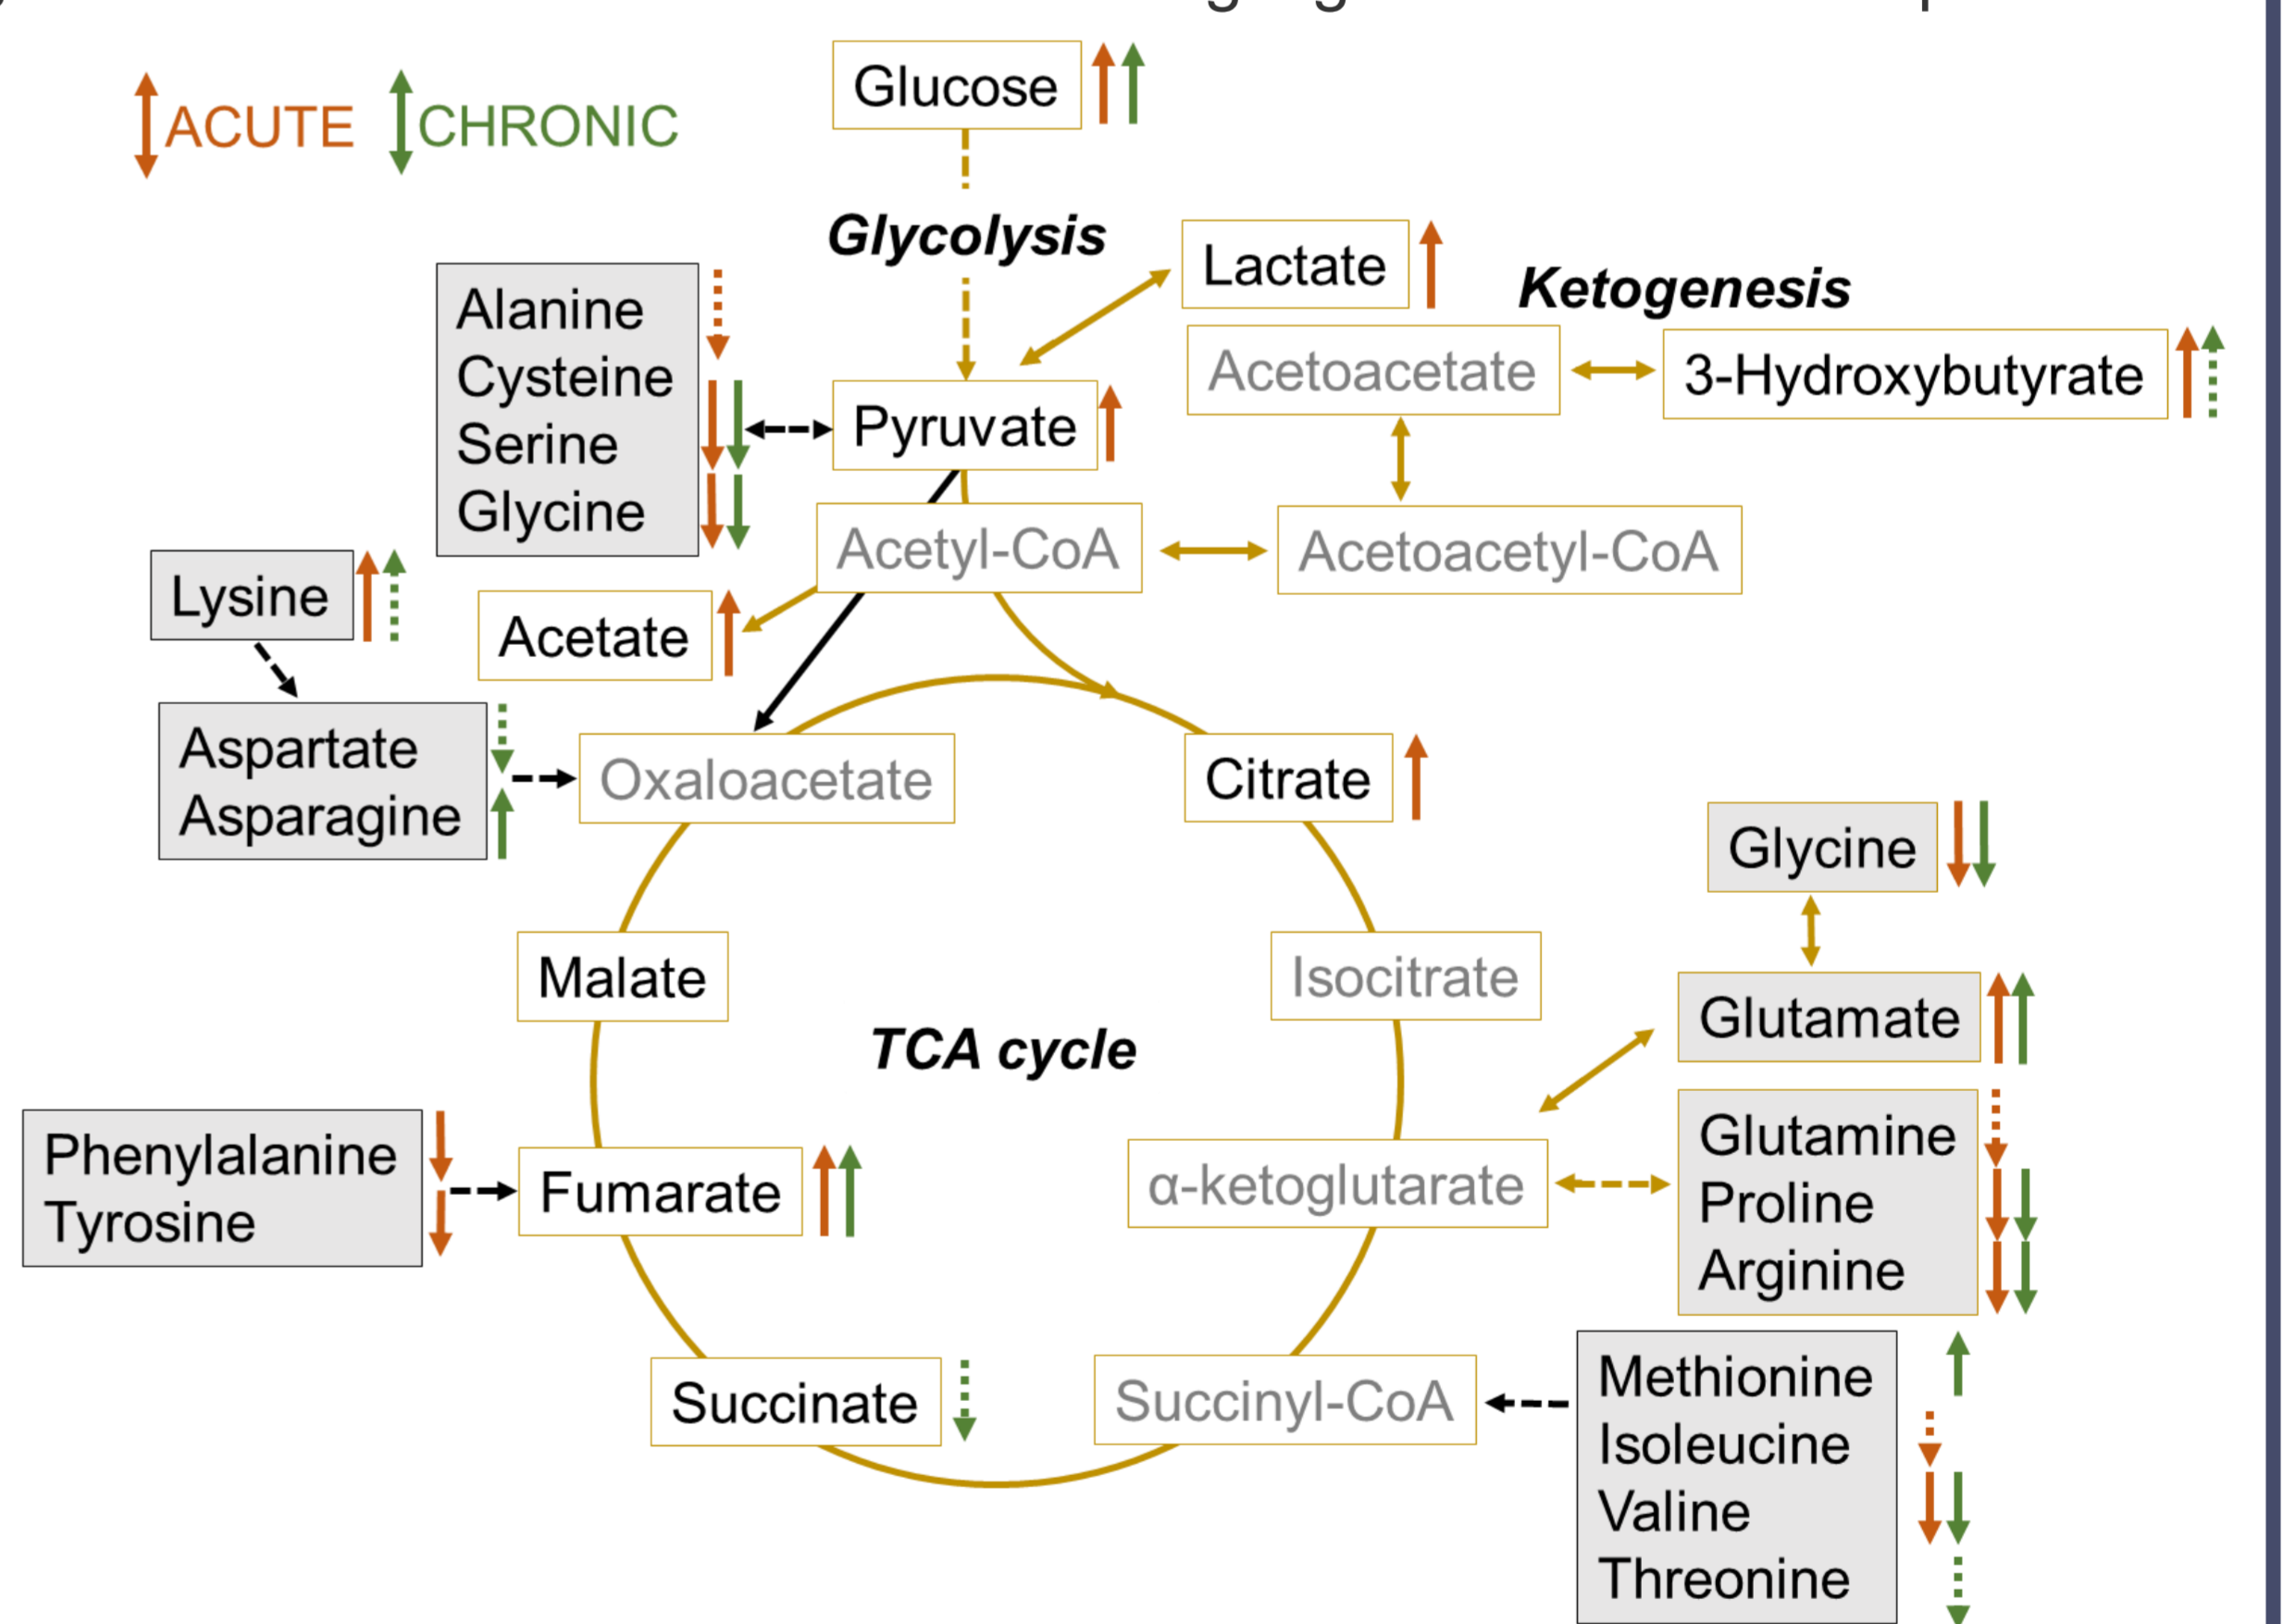 ACUTE
CHRONIC
Glucose
Glycolysis
Lactate
Ketogenesis
Alanine
Cysteine
Serine
Glycine
Acetoacetate
3-Hydroxybutyrate
Pyruvate
Acetyl-CoA
Acetoacetyl-CoA
Lysine
Acetate
Aspartate
Asparagine
Oxaloacetate
Citrate
Glycine
Malate
Isocitrate
Glutamate
TCA cycle
Phenylalanine
Tyrosine
Fumarate
α-ketoglutarate
Glutamine
Proline
Arginine
Succinate
Succinyl-CoA
Methionine
Isoleucine
Valine
Threonine